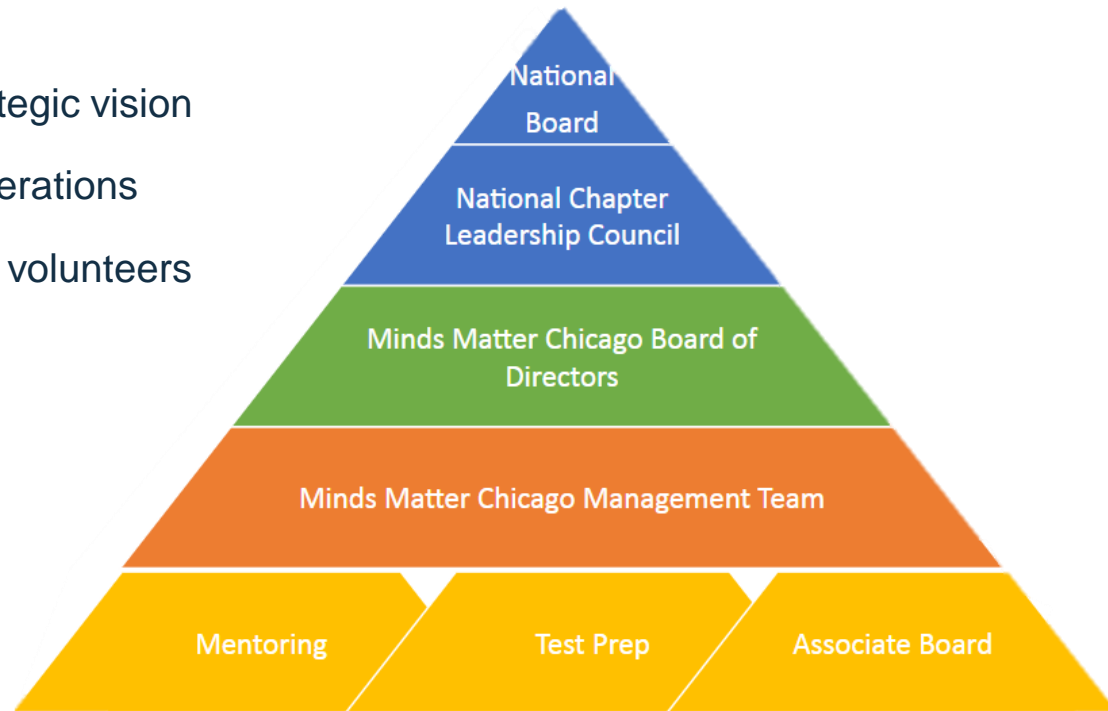 tegic vision
erations
volunteers
National
Board
National Chapter
Leadership Council
Minds Matter Chicago Board of
Directors
Minds Matter Chicago Management Team
Mentoring
Test Prep
Associate Board